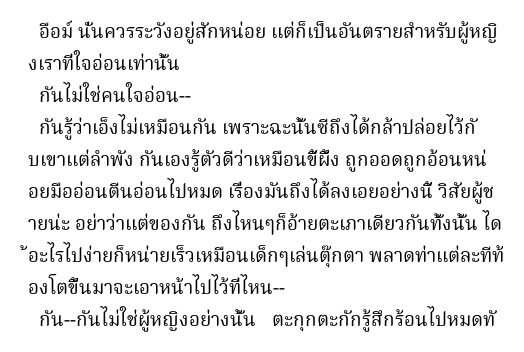 อือม์ นั่นควรระวังอยู่สักหน่อย แต่ก็เป็นอันตรายสำหรับผู้หญิ
งเราที่ใจอ่อนเท่านั้น
กันไม่ใช่คนใจอ่อน--
กันรู้ว่าเอ็งไม่เหมือนกัน เพราะฉะนั้นซีถึงได้กล้าปล่อยไว้กั
บเขาแต่ลำพัง กันเองรู้ตัวดีว่าเหมือนขี้ผึ้ง ถูกออดถูกอ้อนหน่
อยมืออ่อนตีนอ่อนไปหมด เรื่องมันถึงได้ลงเอยอย่างนี้ วิสัยผู้ช
ายน่ะ อย่าว่าแต่ของกัน ถึงไหนๆก็อ้ายตะเภาเดียวกันทั้งนั้น ได
้อะไรไปง่ายก็หน่ายเร็วเหมือนเด็กๆเล่นตุ๊กตา พลาดท่าแต่ละทีท้
องโตขึ้นมาจะเอาหน้าไปไว้ที่ไหน--
กัน--กันไม่ใช่ผู้หญิงอย่างนั้น ตะกุกตะกักรู้สึกร้อนไปหมดทั